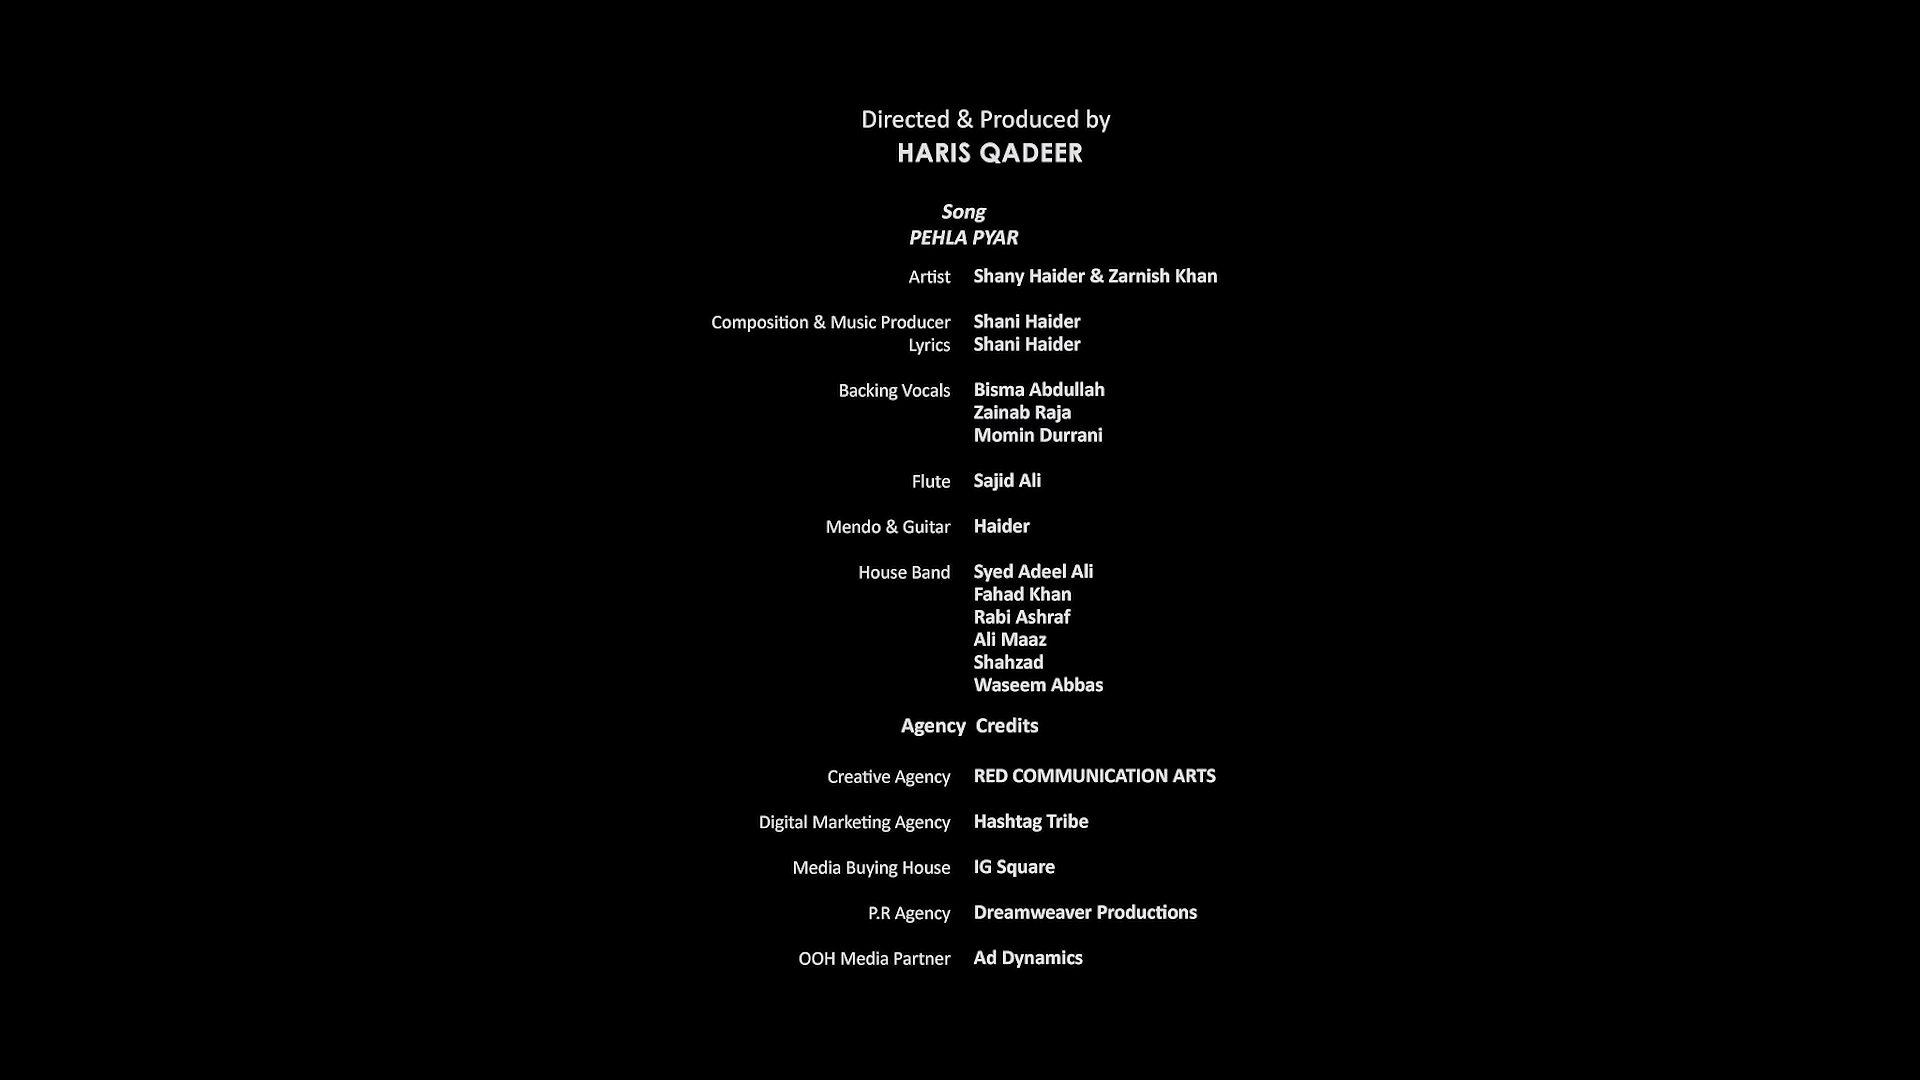 Directed & Produced by
HARIS QADEER
Song
PEHLA PYAR
Artist Shany Haider & Zarnish Khan
Composition & Music Producer Shani Haider
Lyrics Shani Haider
Backing Vocals Bisma Abdullah
Zainab Raja
Momin Durrani
Flute Sajid Ali
Mendo & Guitar Haider
House Band Syed Adeel Ali
Fahad Khan
Rabi Ashraf
Ali Maaz
Shahzad
Waseem Abbas
Agency Credits
Creative Agency RED COMMUNICATION ARTS
Digital Marketing Agency Hashtag Tribe
Media Buying House IG Square
P.R Agency Dreamweaver Productions
OOH Media Partner Ad Dynamics